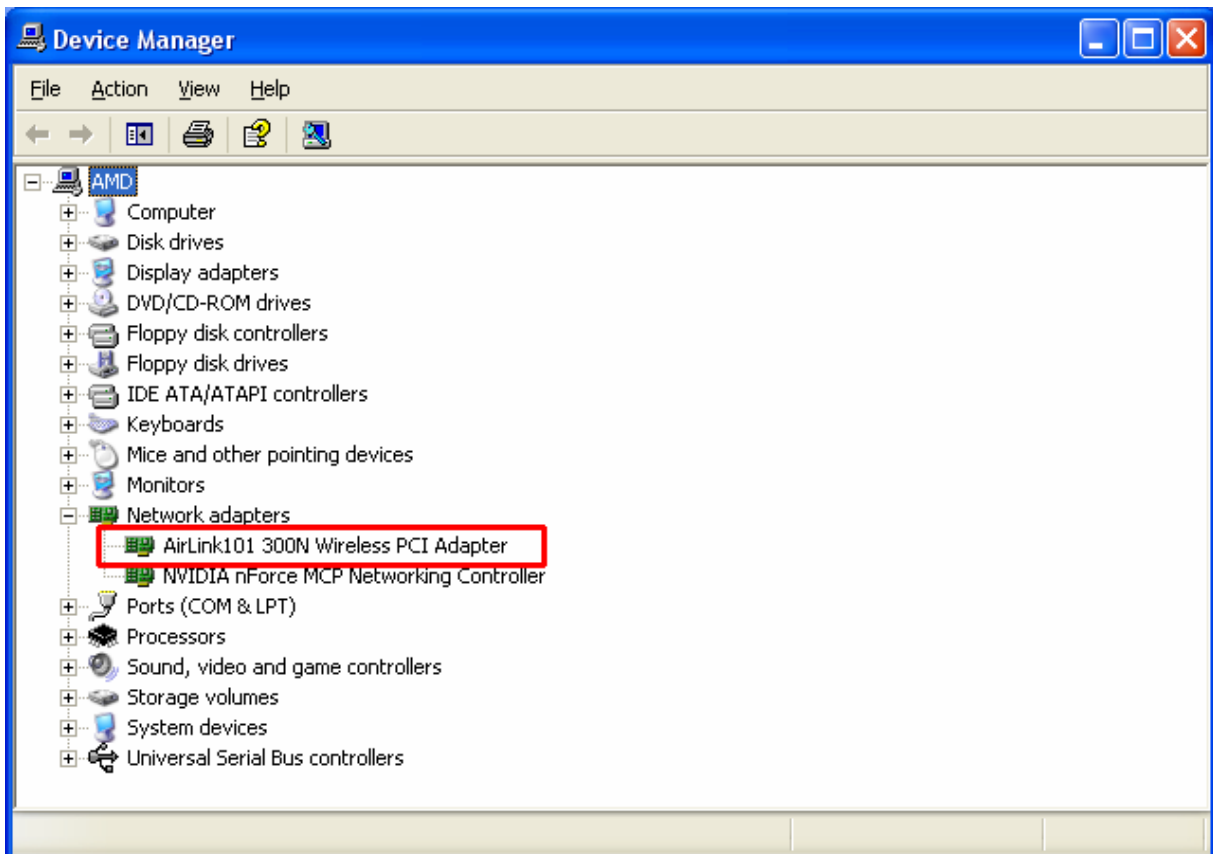 Device Manager
File Action View Help
AMD
Computer
Disk drives
Display adapters
DVD/CD-ROM drives
Floppy disk controllers
Floppy disk drives
IDE ATA/ATAPI controllers
Keyboards
Mice and other pointing devices
Monitors
Network adapters
AirLink101 300N Wireless PCI Adapter
NVIDIA nForce MCP Networking Controller
Ports (COM & LPT)
Processors
Sound, video and game controllers
Storage volumes
System devices
Universal Serial Bus controllers